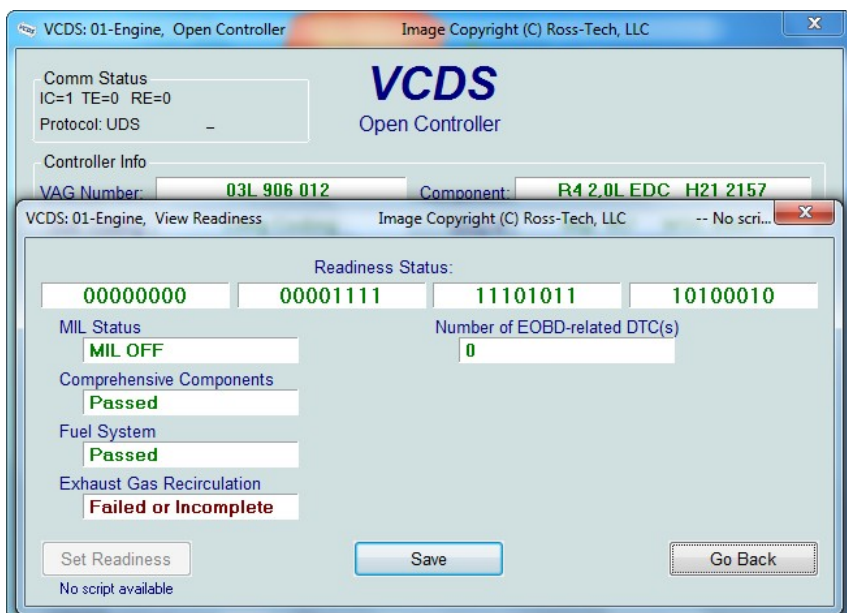 VCDS: 01-Engine, Open Controller Image Copyright (C) Ross-Tech, LLC X
Comm Status
IC=1 TE=0 RE=0
Protocol: UDS –
VCDS
Open Controller
Controller Info
VAG Number: 03L 906 012 Component: R4 2,0L EDC H21 2157
VCDS: 01-Engine, View Readiness Image Copyright (C) Ross-Tech, LLC -- No scri... X
Readiness Status:
00000000 00001111 11101011 10100010
MIL Status Number of EOBD-related DTC(s)
MIL OFF 0
Comprehensive Components
Passed
Fuel System
Passed
Exhaust Gas Recirculation
Failed or Incomplete
Set Readiness Save Go Back
No script available